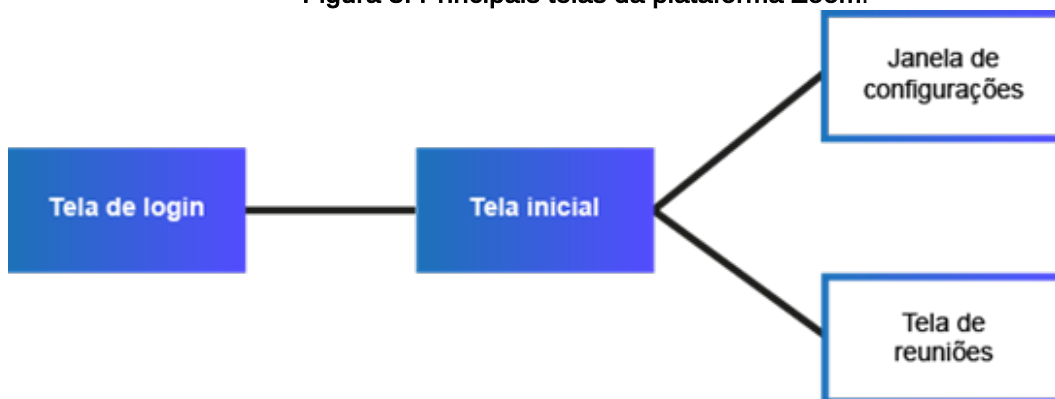 Figura 3. Principais telas da plataforma Zoom.
Tela de login
Tela inicial
Janela de
configurações
Tela de
reuniões